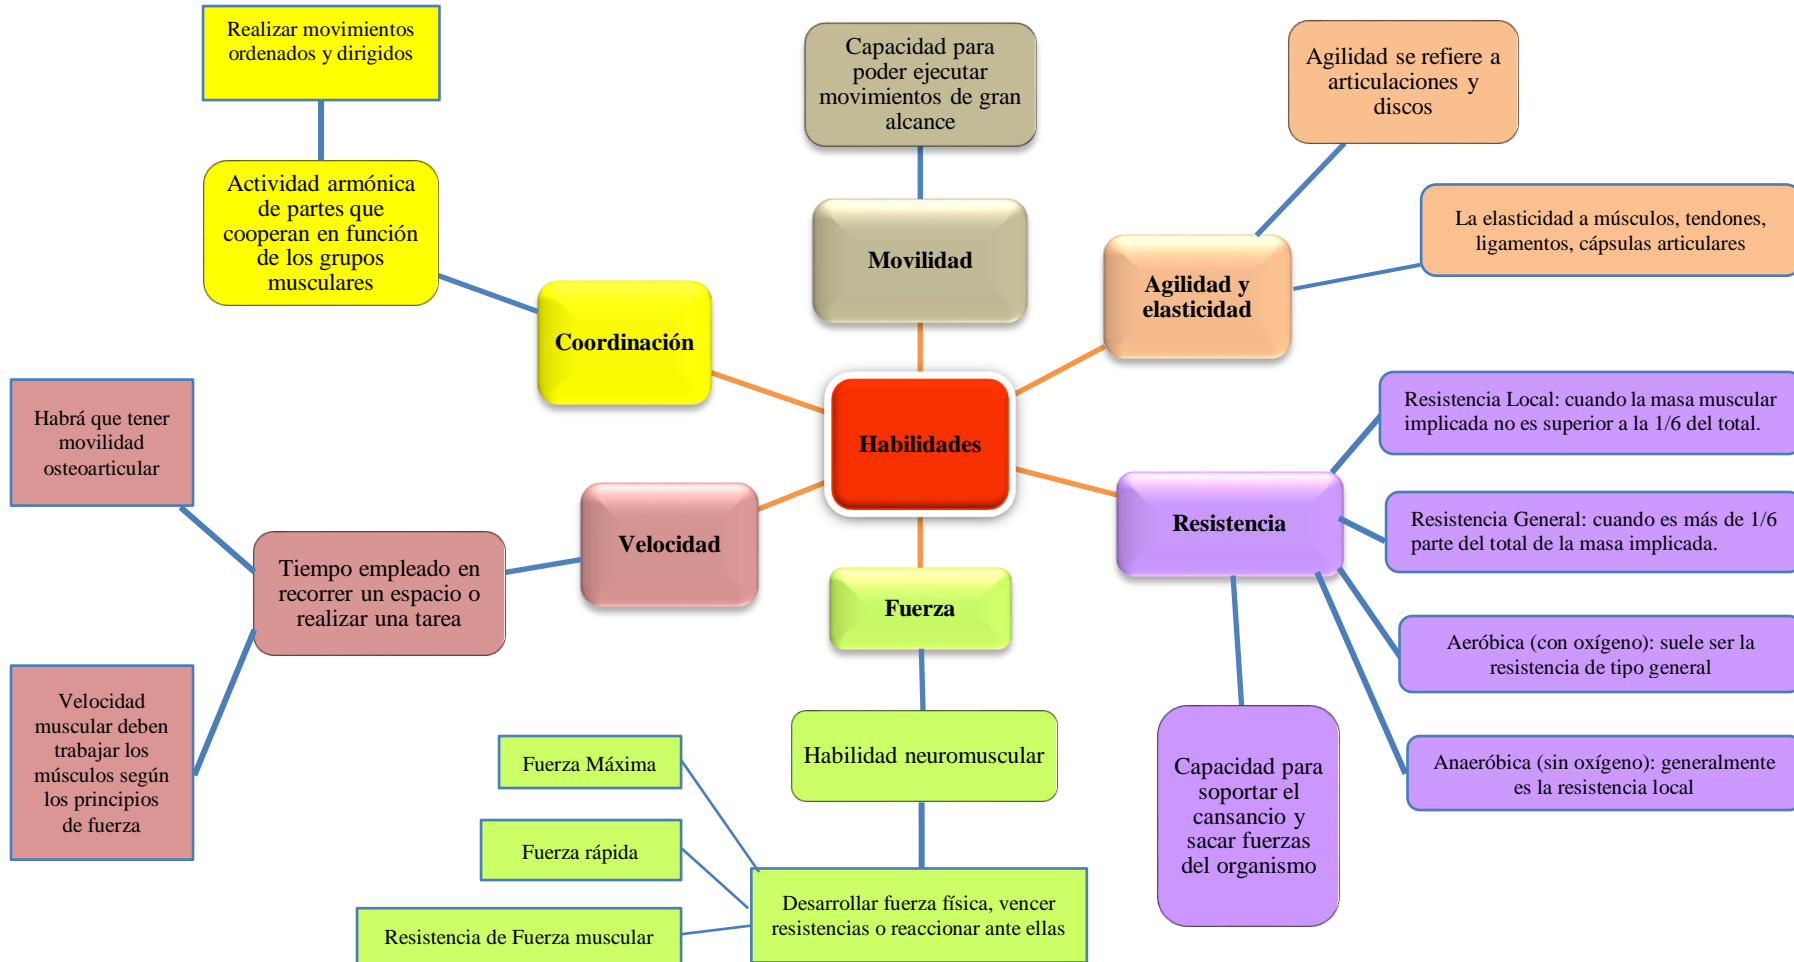 Realizar movimientos
ordenados y dirigidos
Actividad armónica
de partes que
cooperan en función
de los grupos
musculares
Coordinación
Capacidad para
poder ejecutar
movimientos de gran
alcance
Movilidad
Agilidad se refiere a
articulaciones y
discos
La elasticidad a músculos, tendones,
ligamentos, cápsulas articulares
Agilidad y
elasticidad
Habilidades
Habrá que tener
movilidad
osteoarticular
Velocidad
Tiempo empleado en
recorrer un espacio o
realizar una tarea
Velocidad
muscular deben
trabajar los
músculos según
los principios
de fuerza
Fuerza
Habilidad neuromuscular
Fuerza Máxima
Fuerza rápida
Resistencia de Fuerza muscular
Desarrollar fuerza física, vencer
resistencias o reaccionar ante ellas
Resistencia
Resistencia Local: cuando la masa muscular
implicada no es superior a la 1/6 del total.
Resistencia General: cuando es más de 1/6
parte del total de la masa implicada.
Aeróbica (con oxígeno): suele ser la
resistencia de tipo general
Anaeróbica (sin oxígeno): generalmente
es la resistencia local
Capacidad para
soportar el
cansancio y
sacar fuerzas
del organismo